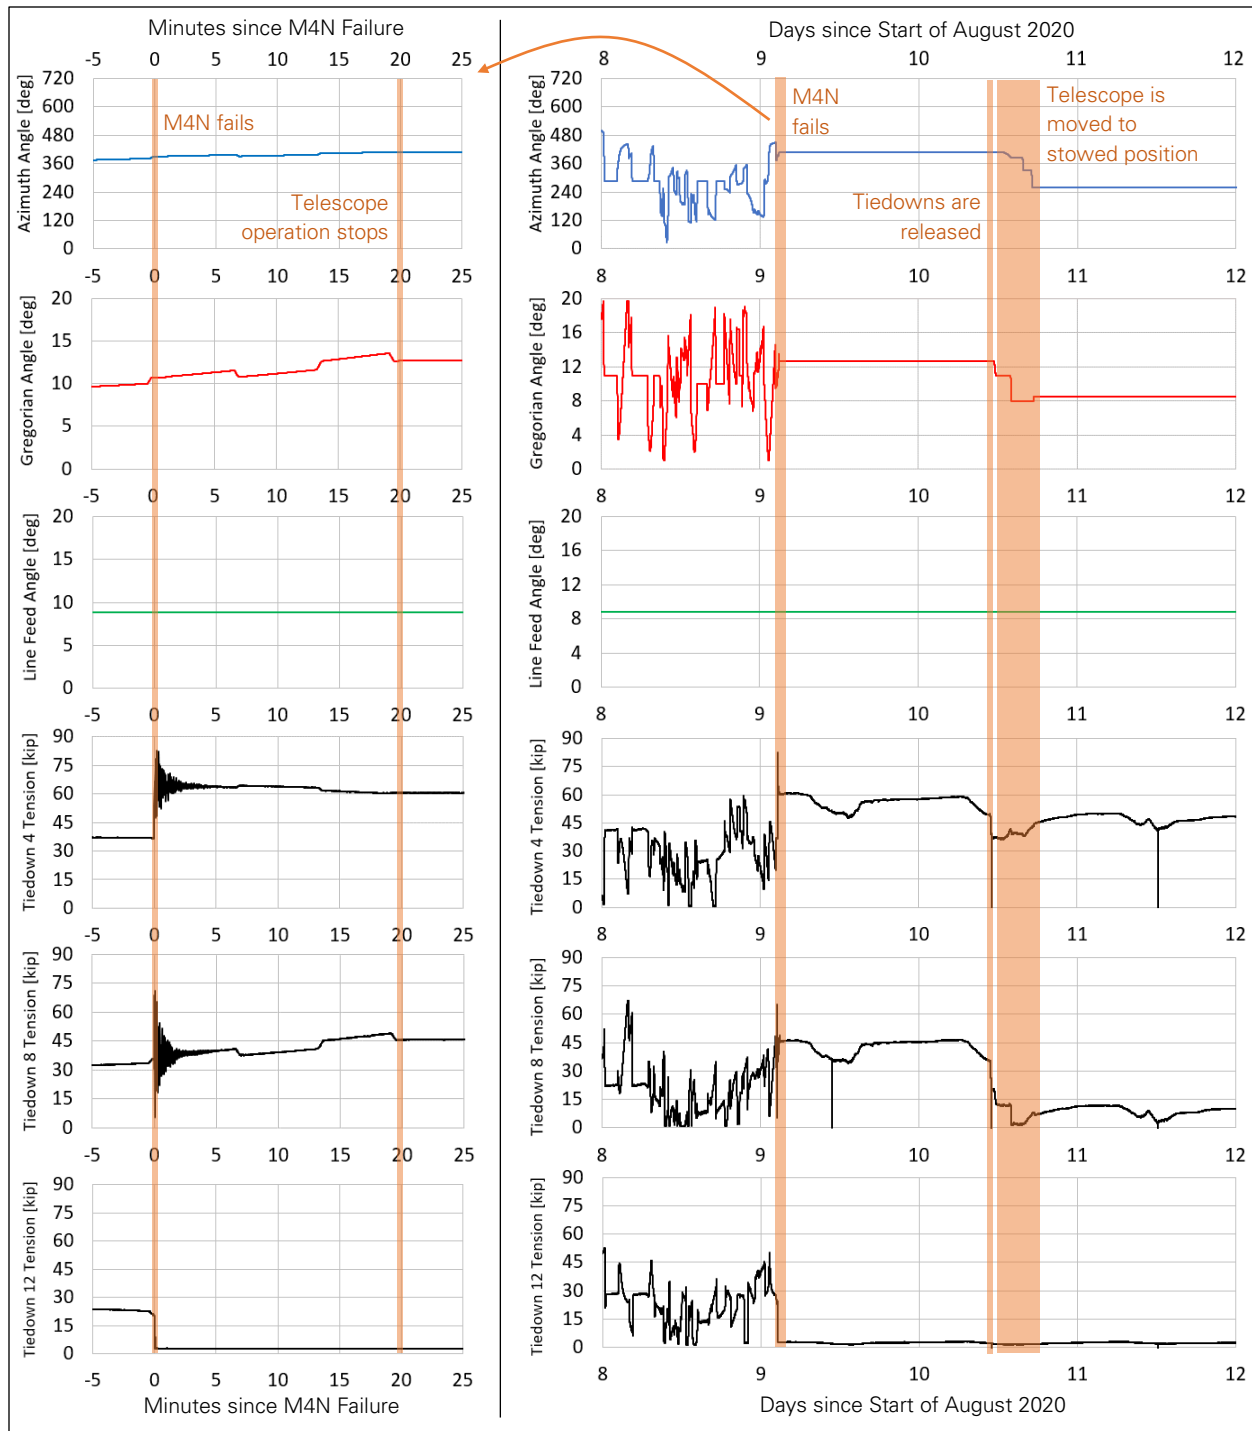 Minutes since M4N Failure
Days since Start of August 2020
-5 0 5 10 15 20 25
8 9 10 11 12
Azimuth Angle [deg]
720
600
480
360
240
120
0
M4N fails
Telescope
operation stops
Azimuth Angle [deg]
720
600
480
360
240
120
0
M4N
fails
Telescope is
moved to
stowed position
Tiedowns are
released
-5 0 5 10 15 20 25
8 9 10 11 12
Gregorian Angle [deg]
20
15
10
5
0
Gregorian Angle [deg]
20
16
12
8
4
0
-5 0 5 10 15 20 25
8 9 10 11 12
Line Feed Angle [deg]
20
15
10
5
0
Line Feed Angle [deg]
20
16
12
8
4
0
-5 0 5 10 15 20 25
8 9 10 11 12
Tiedown 4 Tension [kip]
90
75
60
45
30
15
0
Tiedown 4 Tension [kip]
90
75
60
45
30
15
0
-5 0 5 10 15 20 25
8 9 10 11 12
Tiedown 8 Tension [kip]
90
75
60
45
30
15
0
Tiedown 8 Tension [kip]
90
75
60
45
30
15
0
-5 0 5 10 15 20 25
8 9 10 11 12
Tiedown 12 Tension [kip]
90
75
60
45
30
15
0
Tiedown 12 Tension [kip]
90
75
60
45
30
15
0
-5 0 5 10 15 20 25
8 9 10 11 12
Minutes since M4N Failure
Days since Start of August 2020